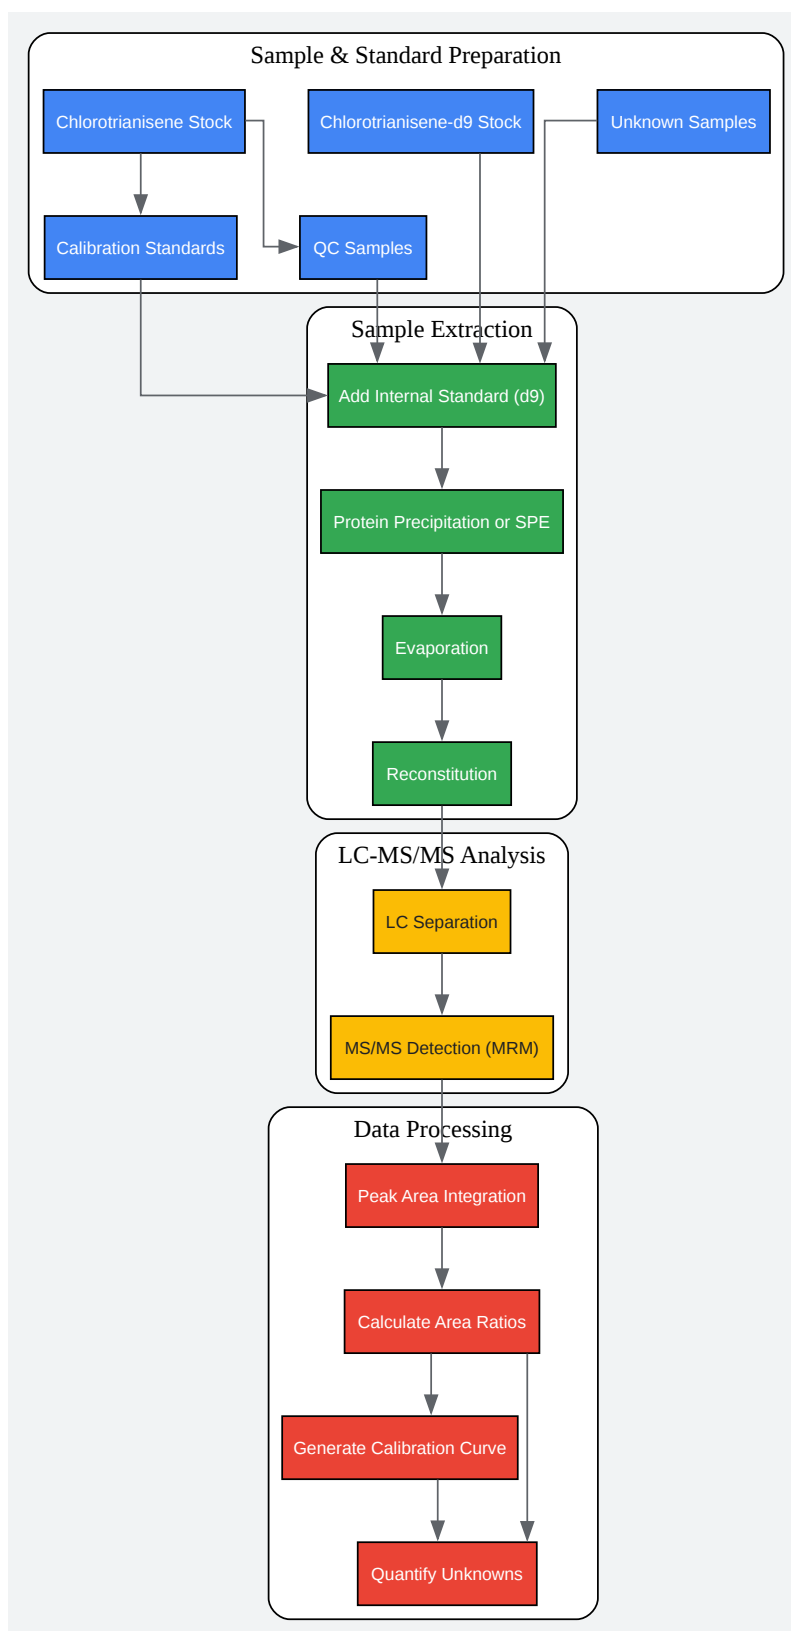 Sample & Standard Preparation
Chlorotrianisene Stock
Chlorotrianisene-d9 Stock
Unknown Samples
Calibration Standards
QC Samples
Sample Extraction
Add Internal Standard (d9)
Protein Precipitation or SPE
Evaporation
Reconstitution
LC-MS/MS Analysis
LC Separation
MS/MS Detection (MRM)
Data Processing
Peak Area Integration
Calculate Area Ratios
Generate Calibration Curve
Quantify Unknowns